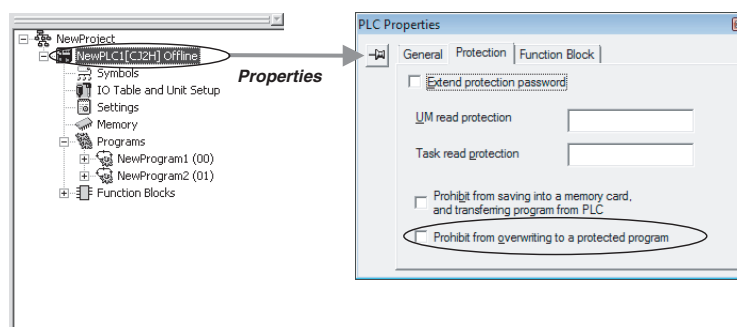 NewProject
NewPLC1[CJ2H] Offline
Symbols
IO Table and Unit Setup
Settings
Memory
Programs
NewProgram1 (00)
NewProgram2 (01)
Function Blocks
Properties
PLC Properties
General Protection Function Block
Extend protection password
UM read protection
Task read protection
Prohibit from saving into a memory card,
and transferring program from PLC
Prohibit from overwriting to a protected program